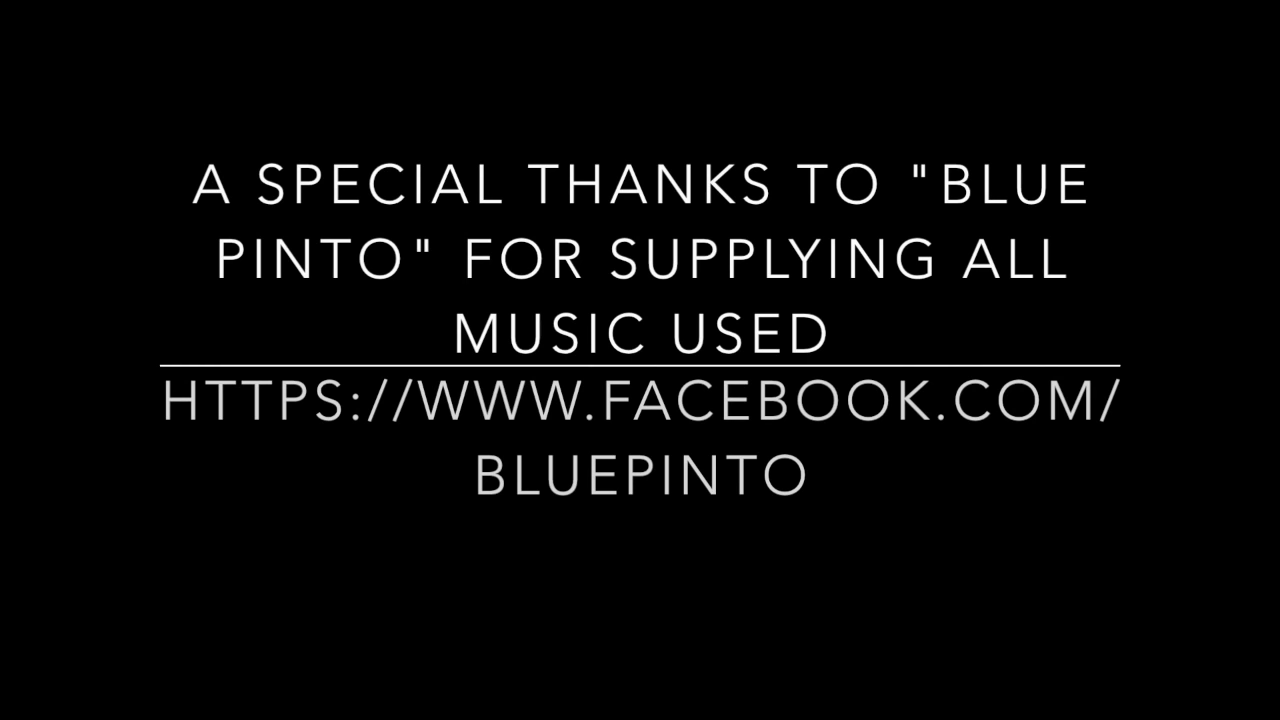 A SPECIAL THANKS TO "BLUE
PINTO" FOR SUPPLYING ALL
MUSIC USED
HTTPS://WWW.FACEBOOK.COM/
BLUEPINTO